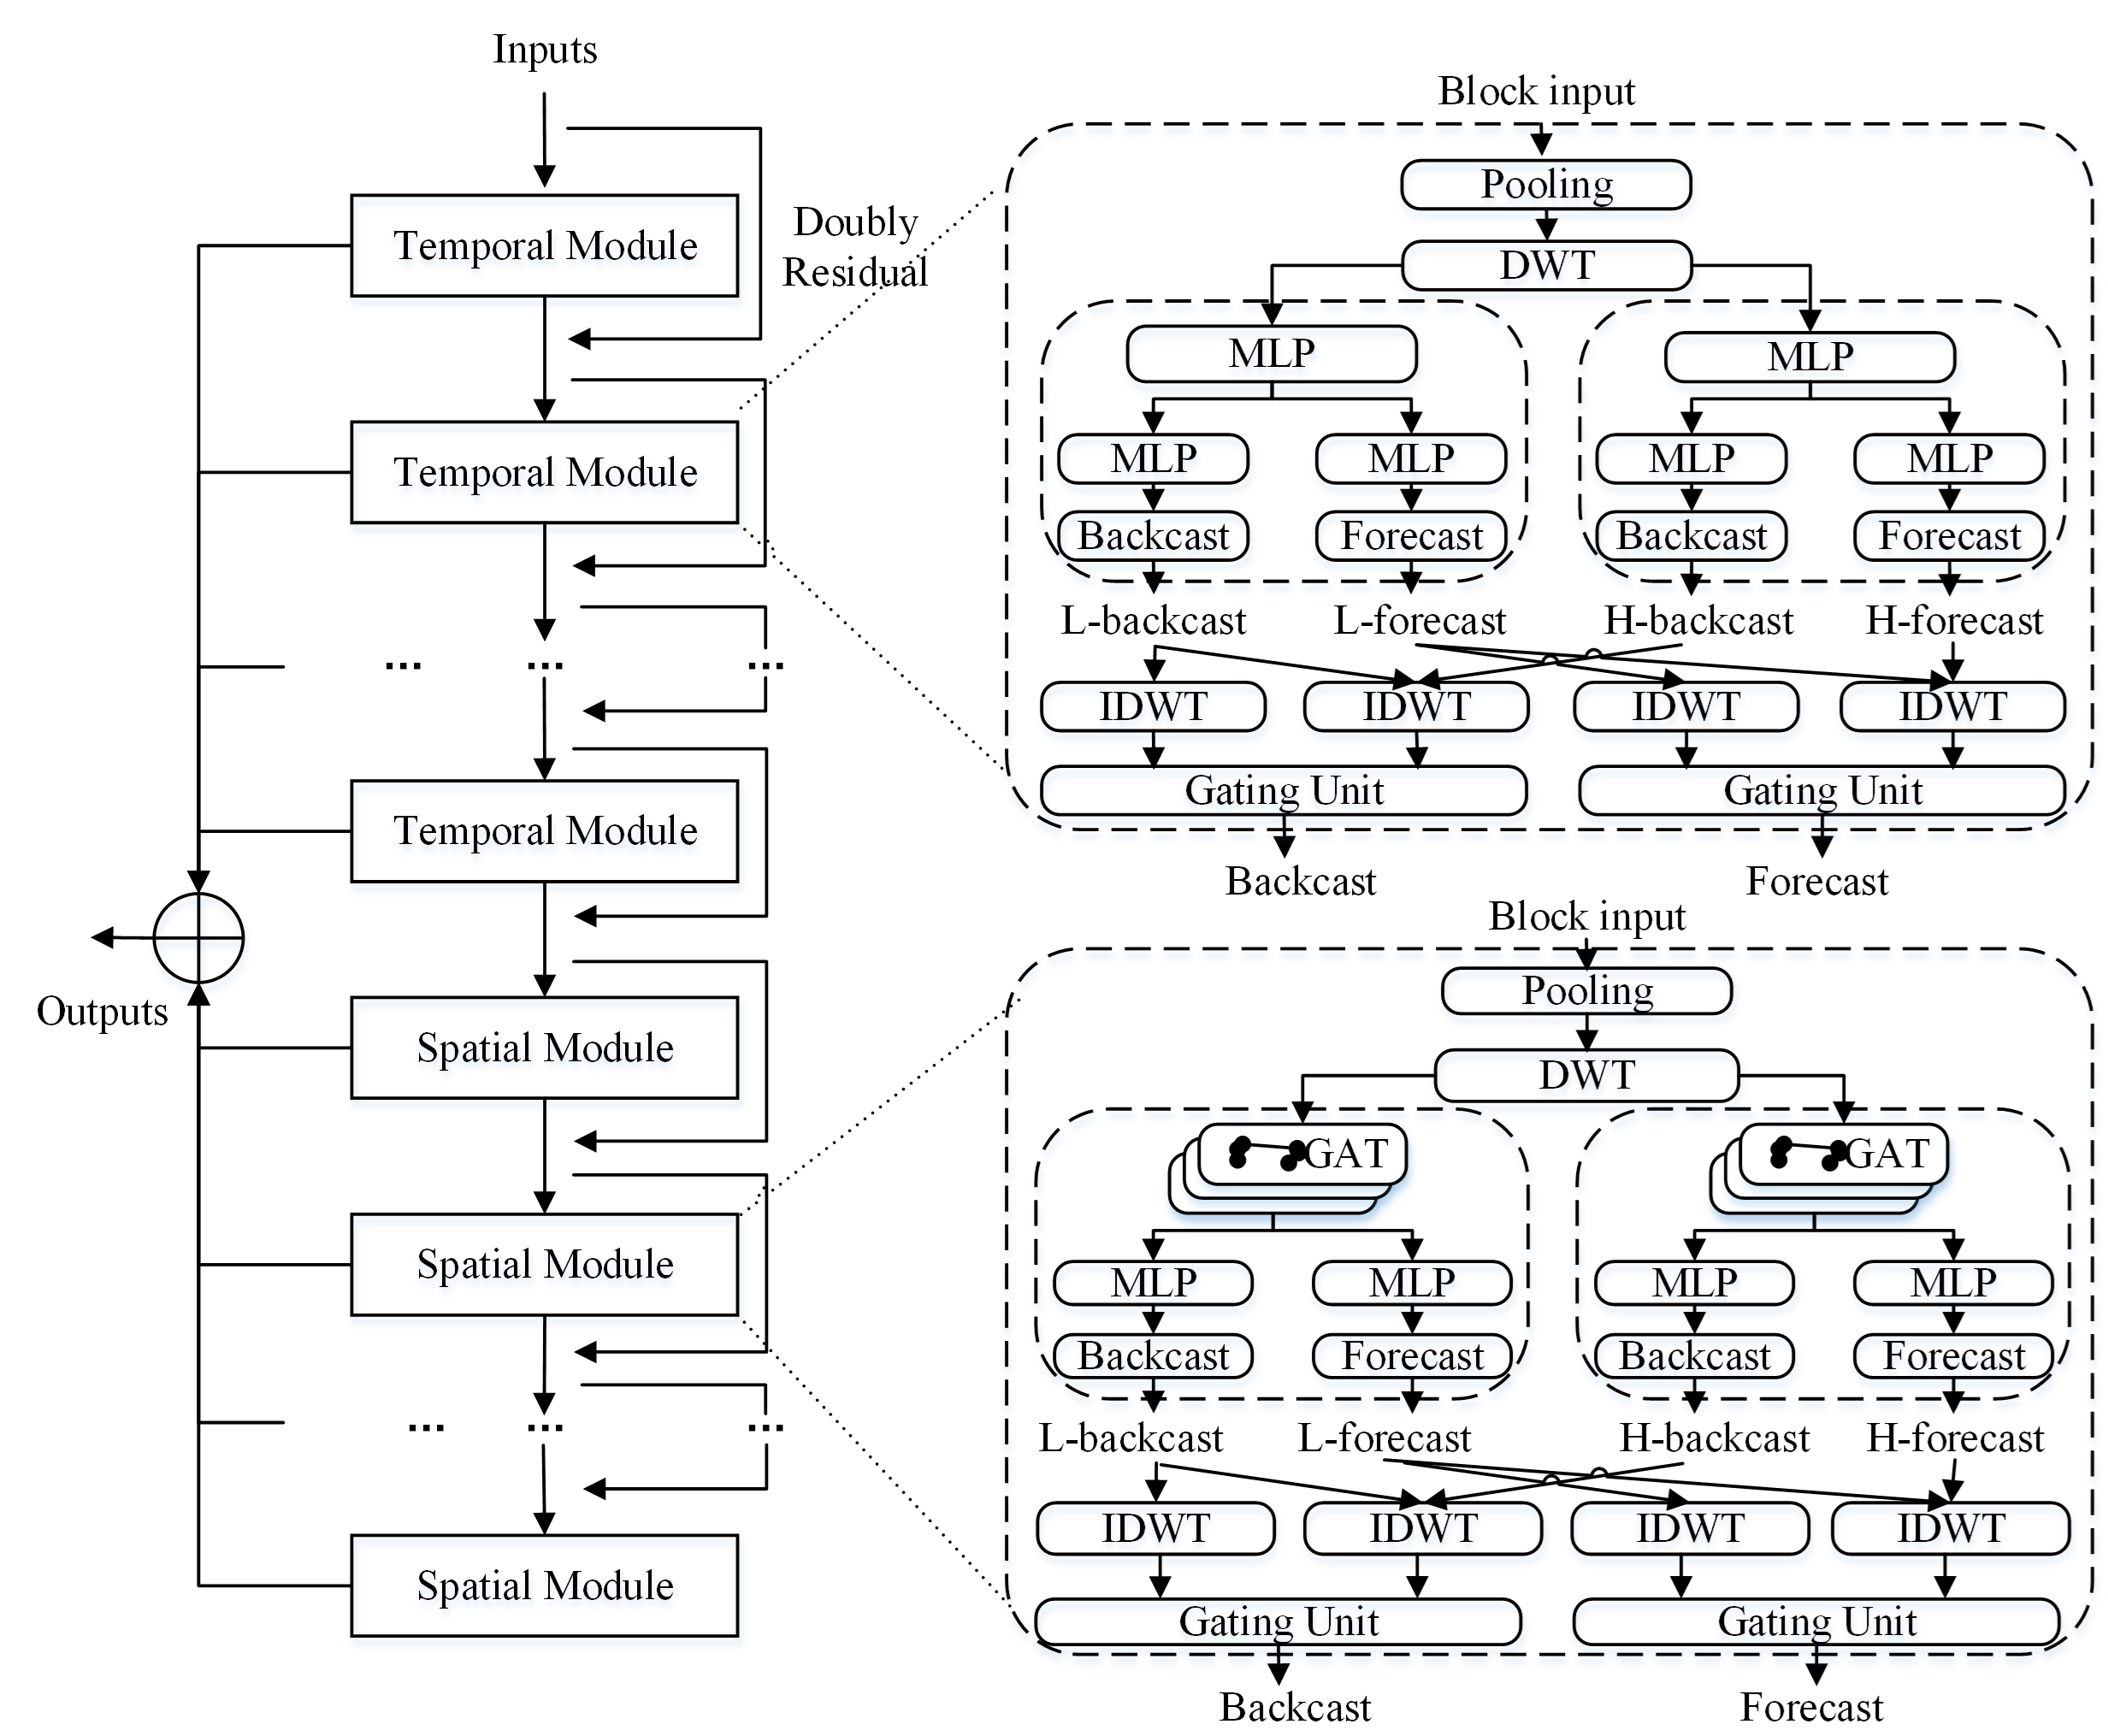 Inputs
Temporal Module
Doubly
Residual
Temporal Module
... ... ...
Temporal Module
Outputs
Spatial Module
Spatial Module
... ... ...
Spatial Module
Block input
Pooling
DWT
MLP MLP
MLP MLP MLP MLP
Backcast Forecast Backcast Forecast
L-backcast L-forecast H-backcast H-forecast
IDWT IDWT IDWT IDWT
Gating Unit Gating Unit
Backcast Forecast
Block input
Pooling
DWT
GAT GAT
MLP MLP MLP MLP
Backcast Forecast Backcast Forecast
L-backcast L-forecast H-backcast H-forecast
IDWT IDWT IDWT IDWT
Gating Unit Gating Unit
Backcast Forecast